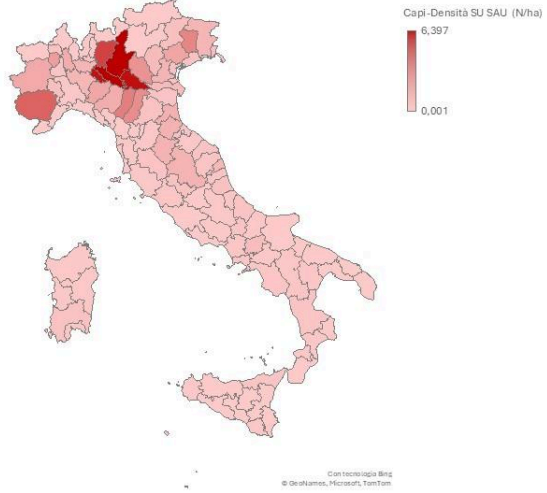 Capi-Densità SU SAU (N/ha)
6,397
0,001
Con tecnologia Bing
© GeoNames, Microsoft, TomTom